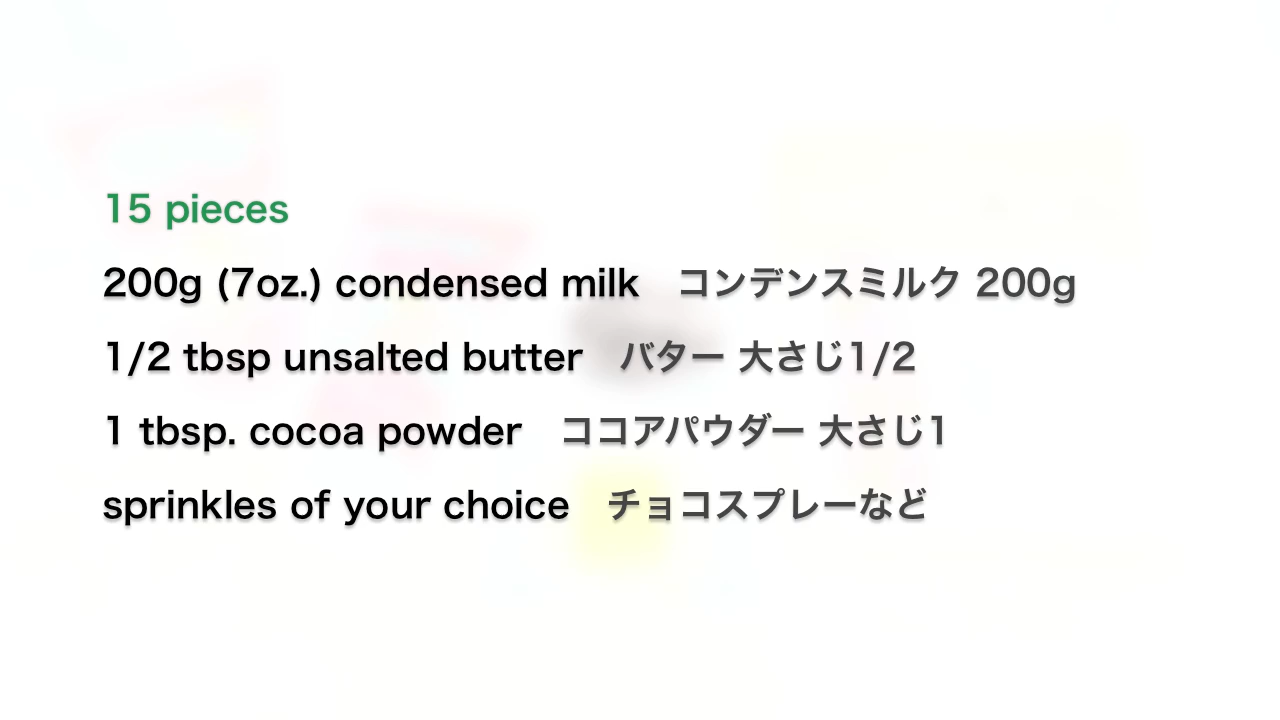 15 pieces
200g (7oz.) condensed milk　コンデンスミルク 200g
1/2 tbsp unsalted butter　バター 大さじ1/2
1 tbsp. cocoa powder　ココアパウダー 大さじ1
sprinkles of your choice　チョコスプレーなど